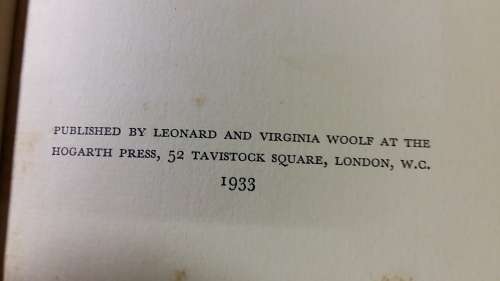 PUBLISHED BY LEONARD AND VIRGINIA WOOLF AT THE
HOGARTH PRESS, 52 TAVISTOCK SQUARE, LONDON, W.C.
1933